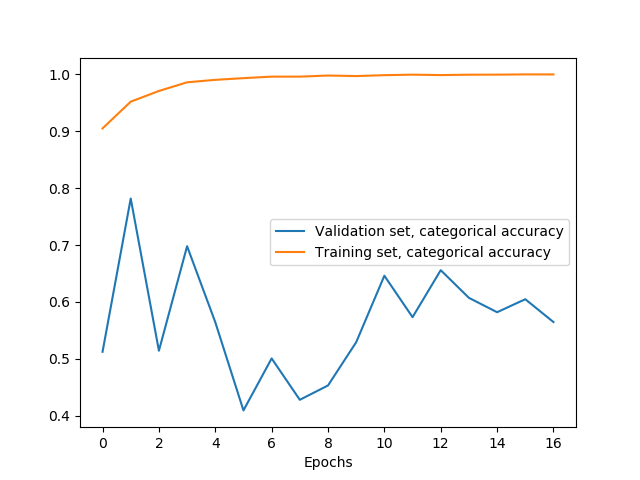 1.0
0.9
0.8
0.7
0.6
0.5
0.4
Validation set, categorical accuracy
Training set, categorical accuracy
0 2 4 6 8 10 12 14 16
Epochs